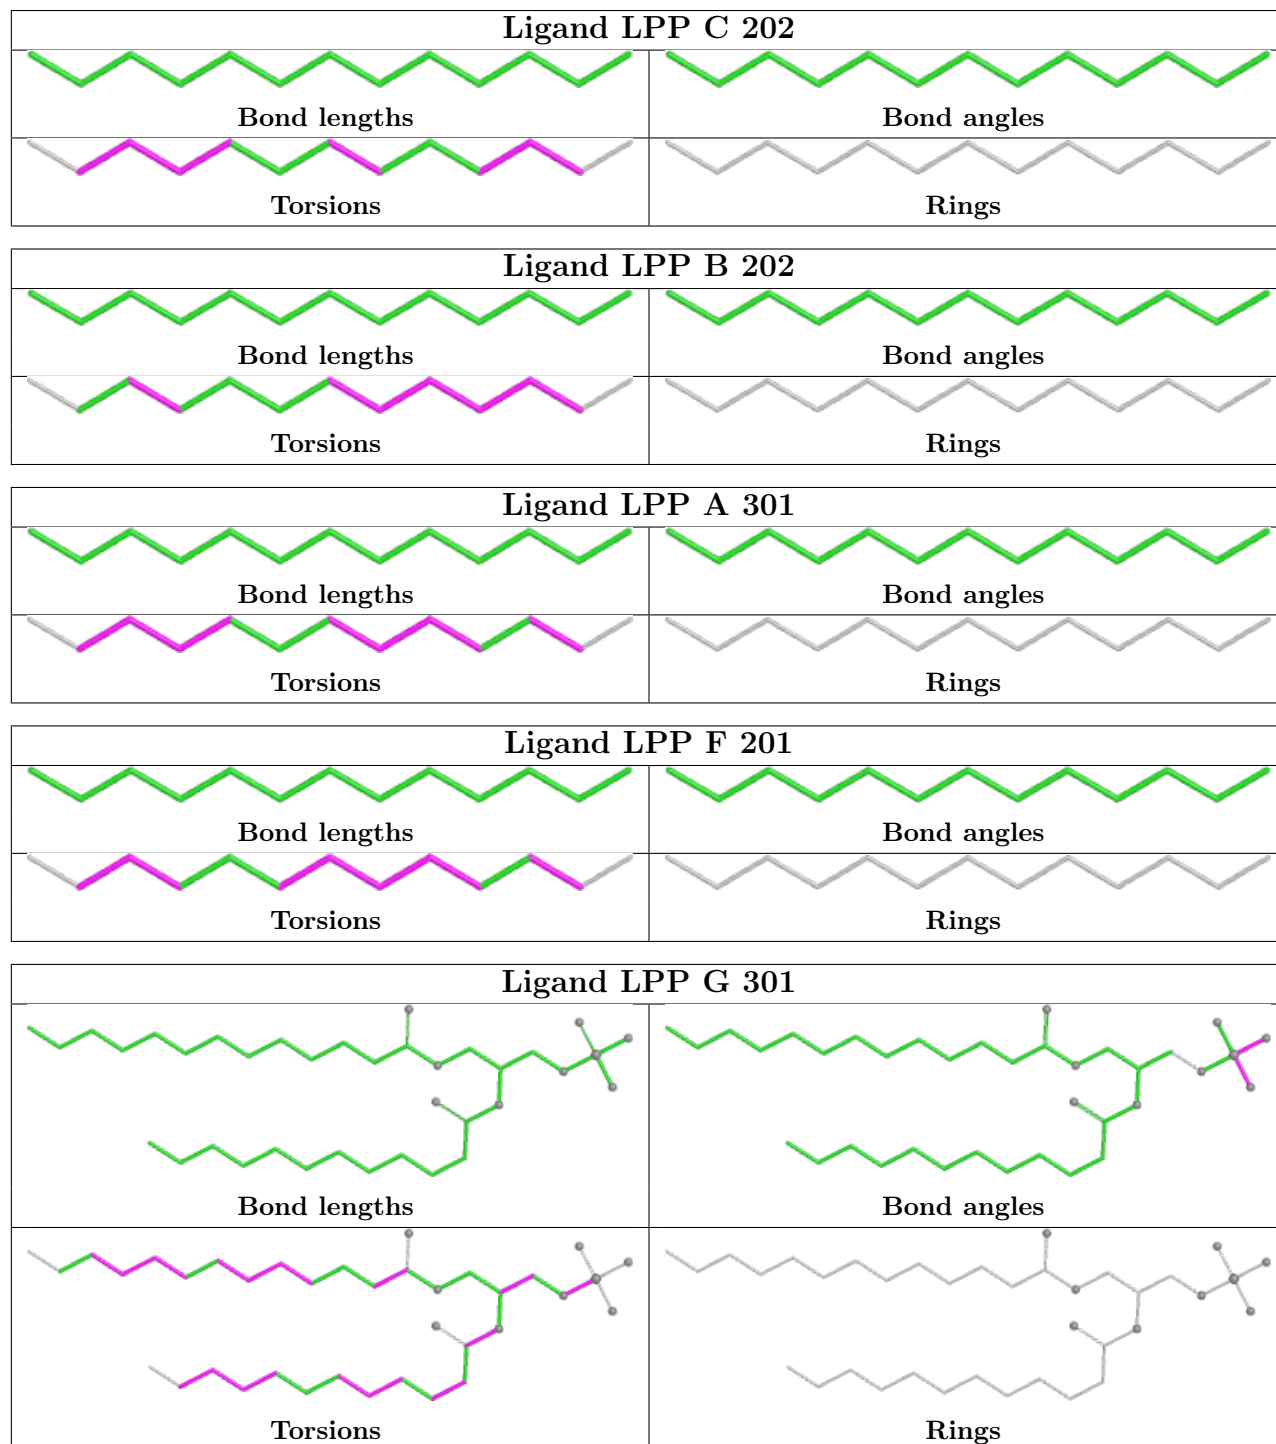 Ligand LPP C 202
Bond lengths Bond angles
Torsions Rings
Ligand LPP B 202
Bond lengths Bond angles
Torsions Rings
Ligand LPP A 301
Bond lengths Bond angles
Torsions Rings
Ligand LPP F 201
Bond lengths Bond angles
Torsions Rings
Ligand LPP G 301
Bond lengths Bond angles
Torsions Rings